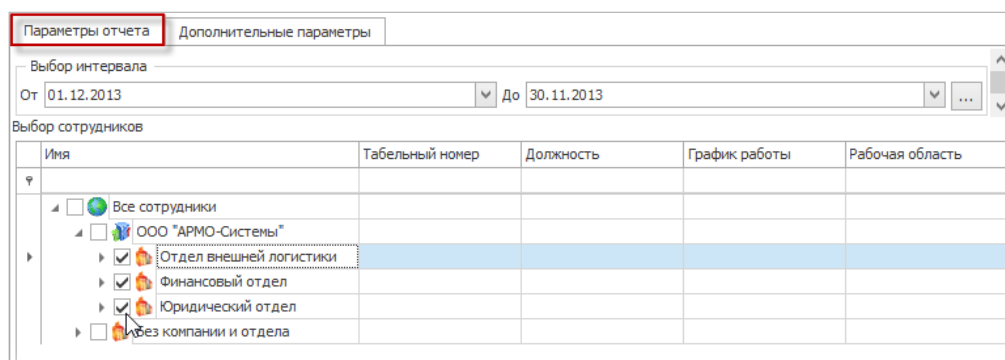 Параметры отчета Дополнительные параметры
Выбор интервала
От 01.12.2013 До 30.11.2013 ...
Выбор сотрудников
Имя Табельный номер Должность График работы Рабочая область
Все сотрудники
ООО "АРМО-Системы"
Отдел внешней логистики
Финансовый отдел
Юридический отдел
Без компании и отдела